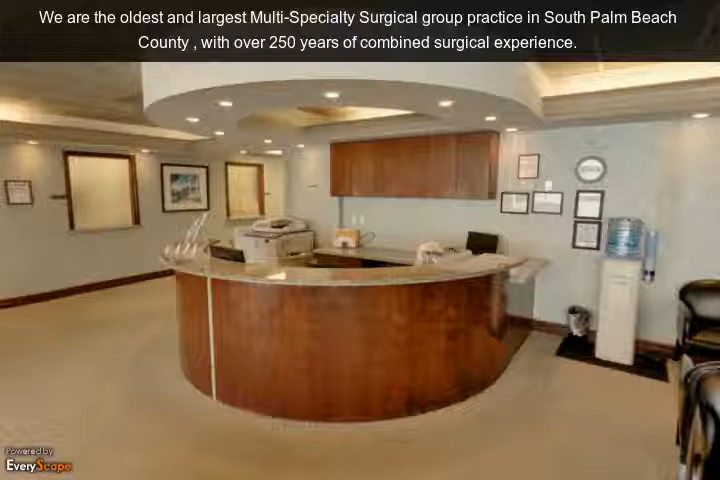 We are the oldest and largest Multi-Specialty Surgical group practice in South Palm Beach
County , with over 250 years of combined surgical experience.
Powered by
EveryScape